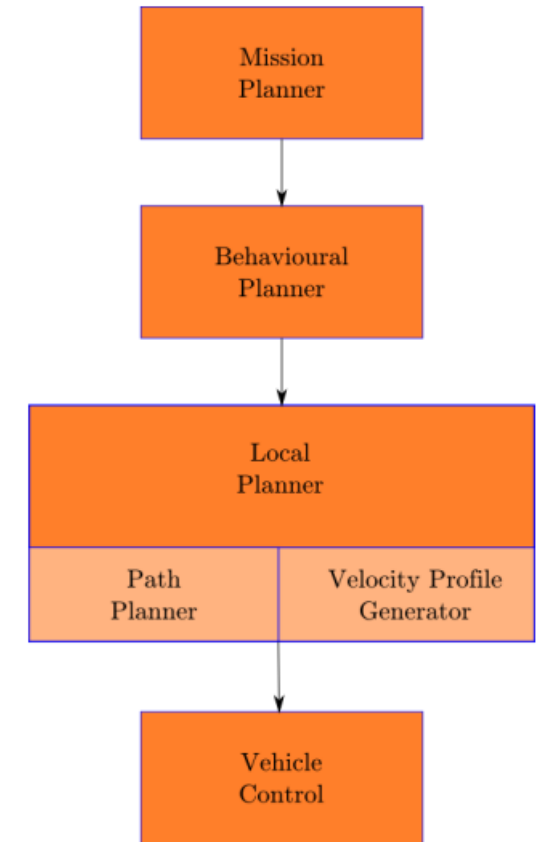 Mission
Planner
Behavioural
Planner
Local
Planner
Path
Planner
Velocity Profile
Generator
Vehicle
Control